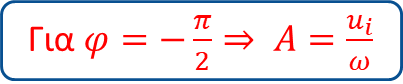 Για φ = − π/2 ⇒ A = u_i/ω